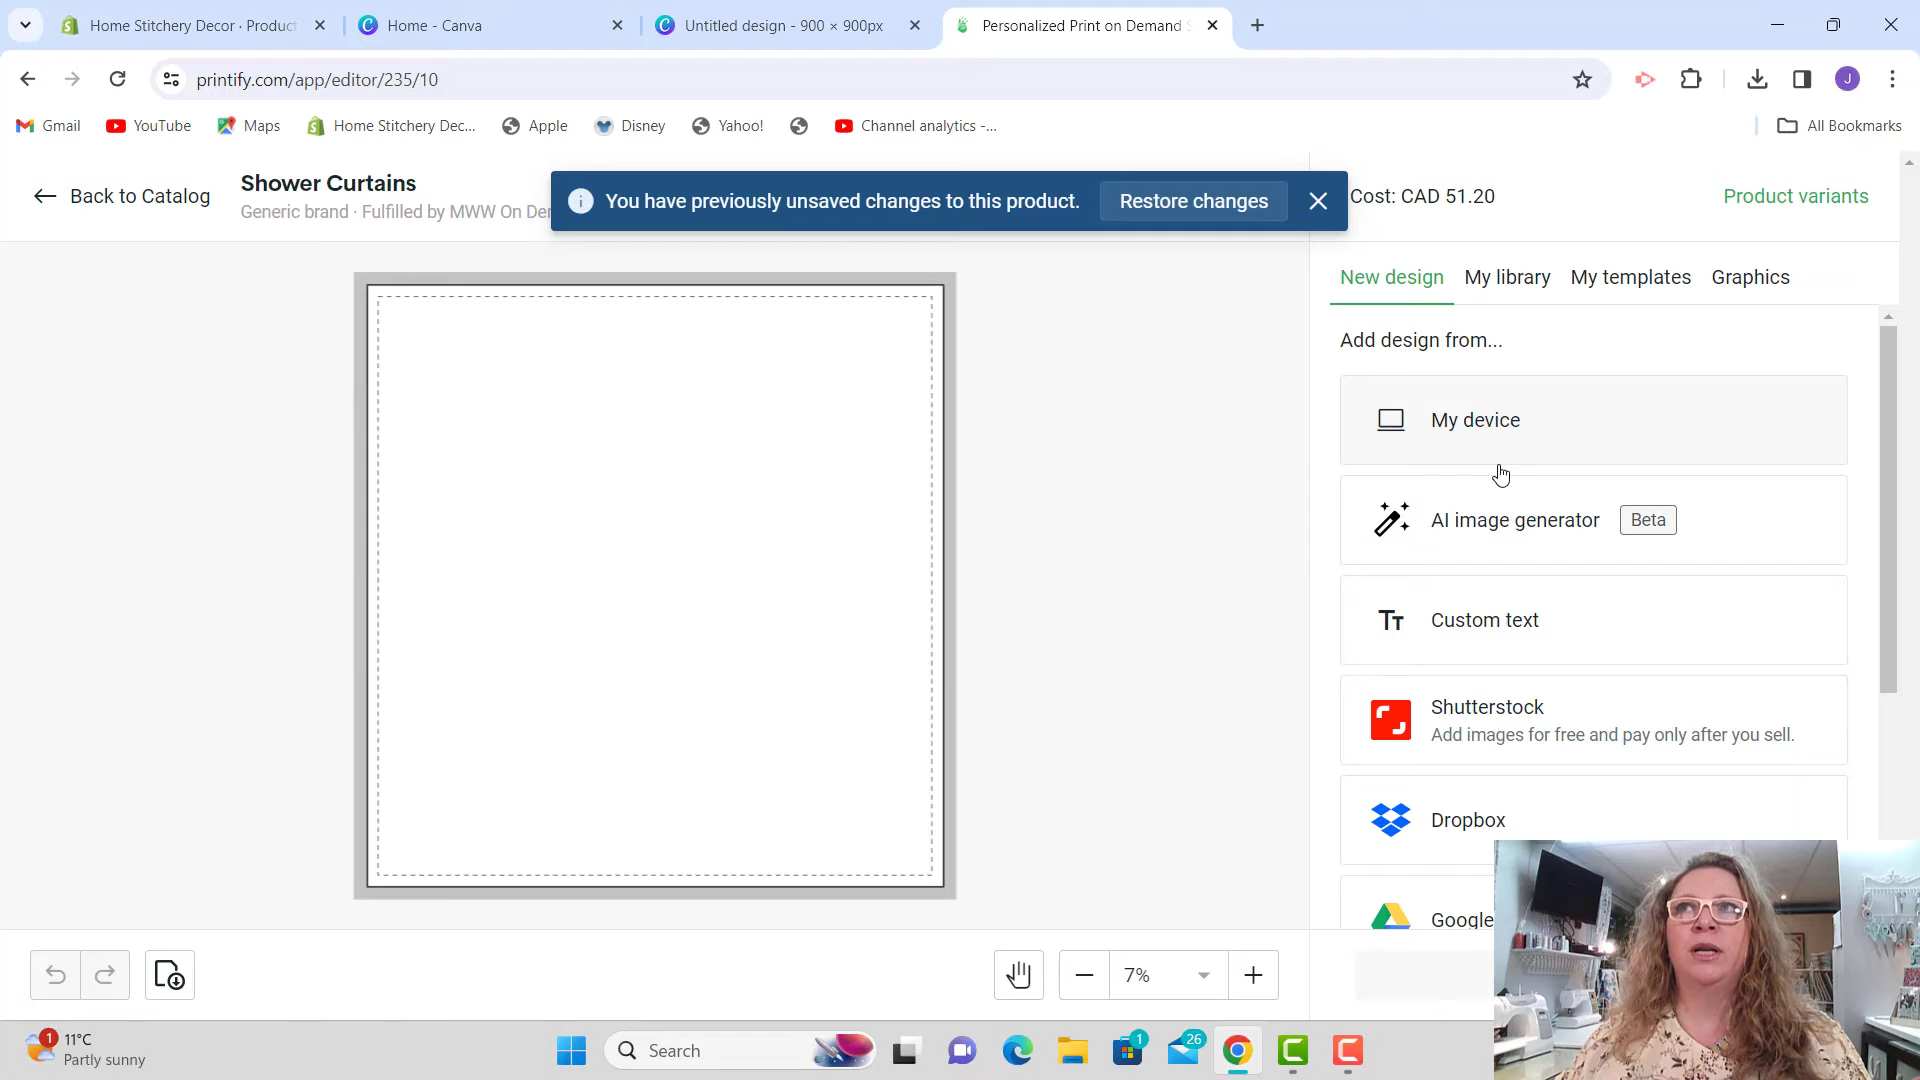 Home Stitchery Decor · Product
Home - Canva
Untitled design - 900 × 900px
Personalized Print on Demand S
printify.com/app/editor/235/10
J
Gmail
YouTube
Maps
Home Stitchery Dec...
Apple
Disney
Yahoo!
Channel analytics -...
All Bookmarks
Back to Catalog
Shower Curtains
Generic brand · Fulfilled by MWW On De
You have previously unsaved changes to this product.
Restore changes
Cost: CAD 51.20
Product variants
New design
My library
My templates
Graphics
Add design from...
My device
AI image generator
Beta
Custom text
Shutterstock
Add images for free and pay only after you sell.
Dropbox
Google
7%
1
11°C
Partly sunny
Search
1
26